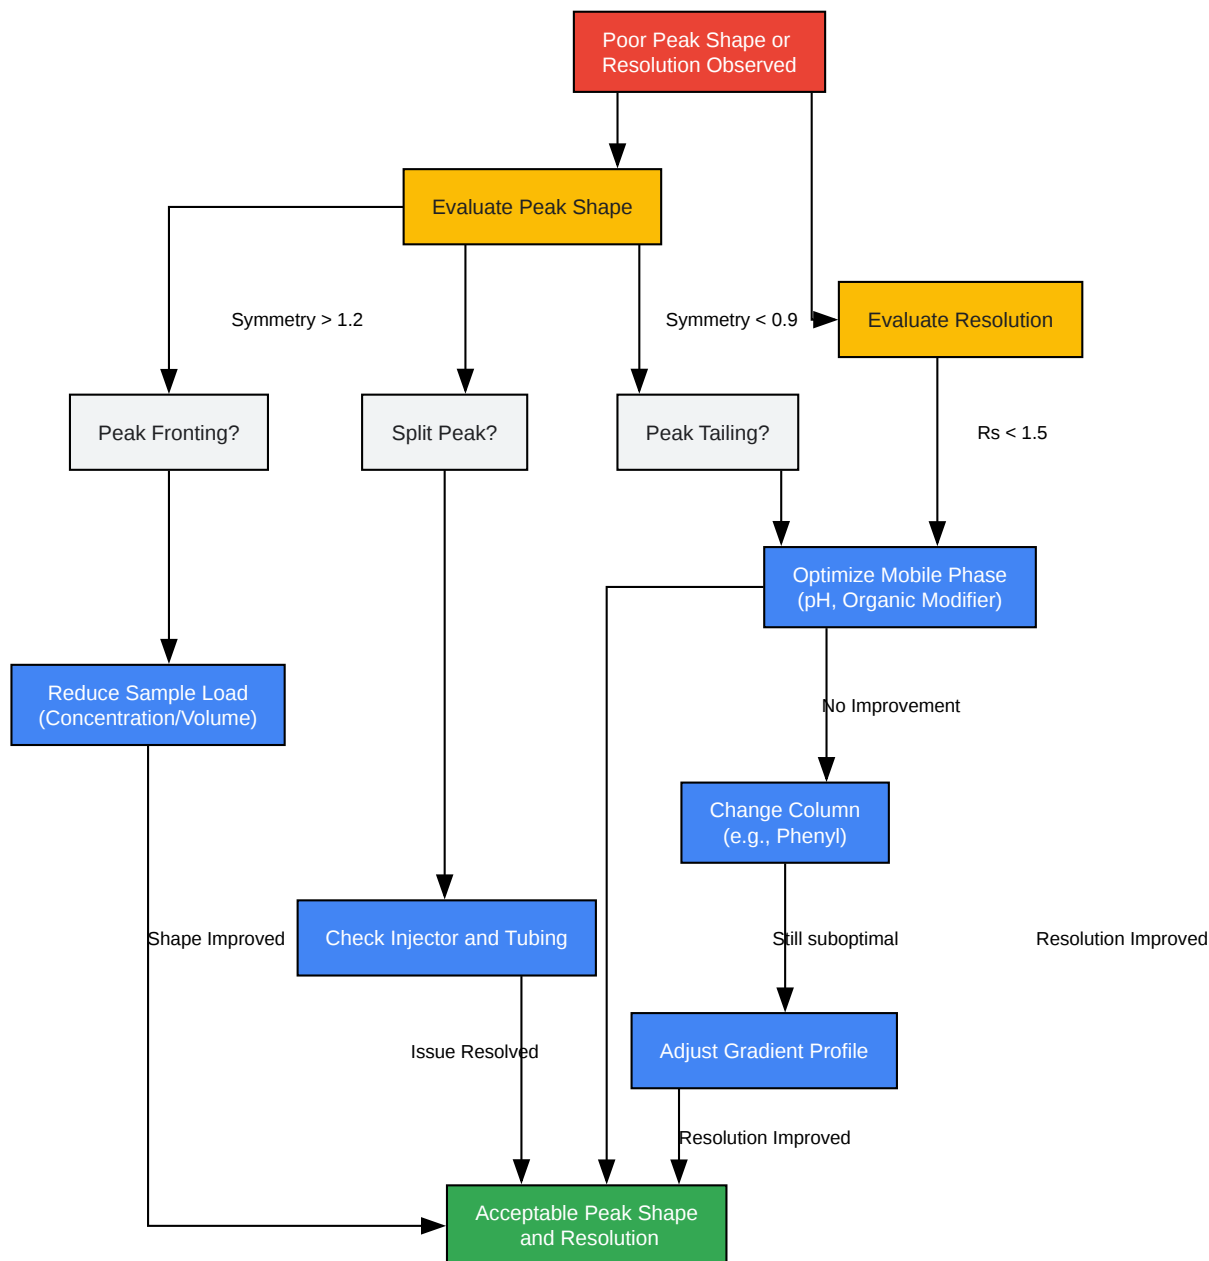 Poor Peak Shape or
Resolution Observed
Evaluate Peak Shape
Symmetry > 1.2
Symmetry < 0.9
Evaluate Resolution
Peak Fronting?
Split Peak?
Peak Tailing?
Rs < 1.5
Optimize Mobile Phase
(pH, Organic Modifier)
Reduce Sample Load
(Concentration/Volume)
No Improvement
Change Column
(e.g., Phenyl)
Shape Improved
Check Injector and Tubing
Still suboptimal
Resolution Improved
Issue Resolved
Adjust Gradient Profile
Resolution Improved
Acceptable Peak Shape
and Resolution